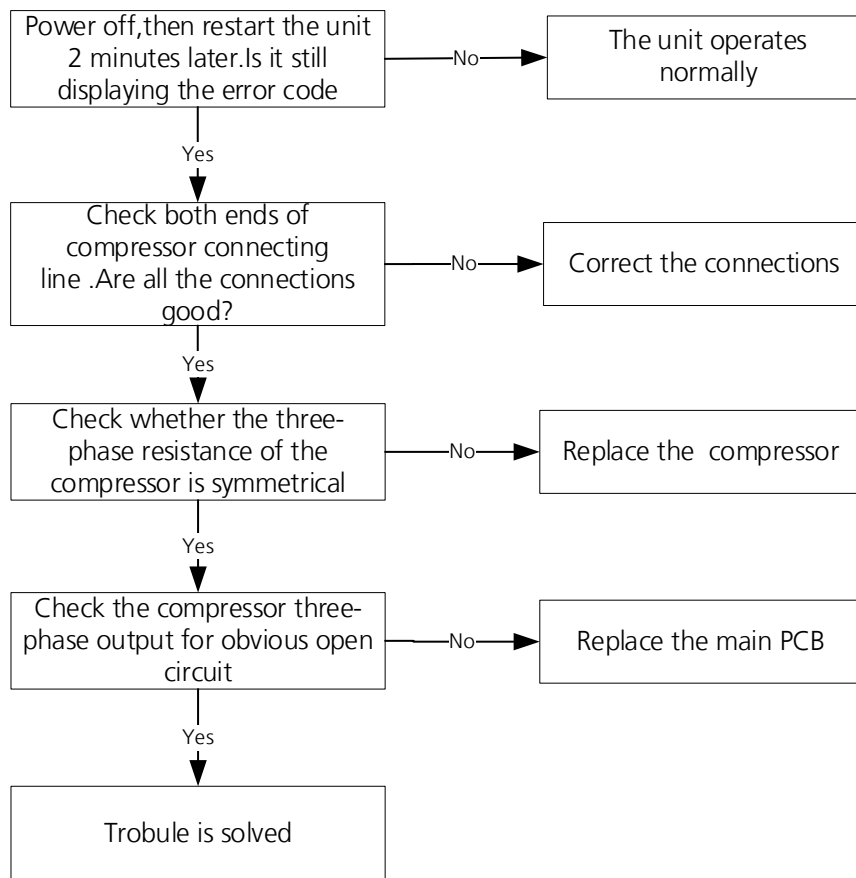 Power off,then restart the unit
2 minutes later.Is it still
displaying the error code
No
The unit operates
normally
Yes
Check both ends of
compressor connecting
line .Are all the connections
good?
No
Correct the connections
Yes
Check whether the three-
phase resistance of the
compressor is symmetrical
No
Replace the  compressor
Yes
Check the compressor three-
phase output for obvious open
circuit
No
Replace the main PCB
Yes
Trobule is solved